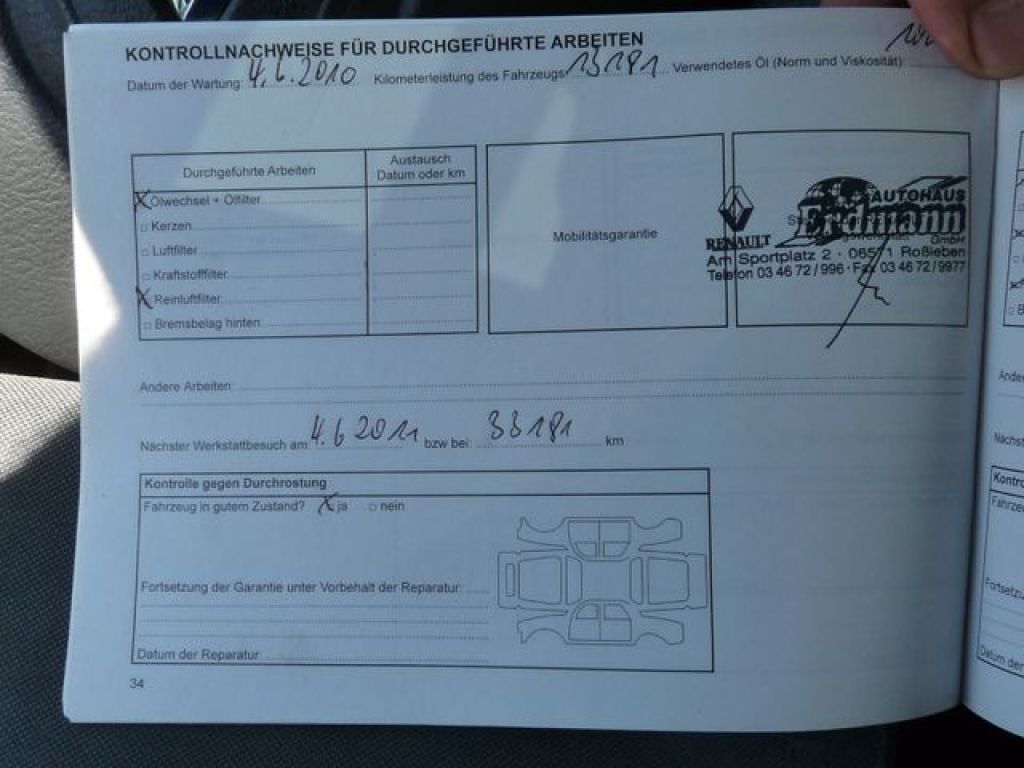 KONTROLLNACHWEISE FÜR DURCHGEFÜHRTE ARBEITEN
Datum der Wartung: 4.6.2010 Kilometerleistung des Fahrzeugs: 13181 Verwendetes Öl (Norm und Viskosität):
Durchgeführte Arbeiten
Austausch
Datum oder km
X Ölwechsel + Ölfilter
Kerzen
Luftfilter
Kraftstofffilter
X Reinluftfilter
Bremsbelag hinten
Mobilitätsgarantie
RENAULT
AUTOHAUS
Erdmann
GmbH
Am Sportplatz 2 · 06571 Roßleben
Telefon 03 46 72 / 996 · Fax 03 46 72 / 9977
Andere Arbeiten:
Nächster Werkstattbesuch am: 4.6 2011 bzw bei: 33181 km
Kontrolle gegen Durchrostung
Fahrzeug in gutem Zustand? X ja □ nein
Fortsetzung der Garantie unter Vorbehalt der Reparatur:
Datum der Reparatur:
34